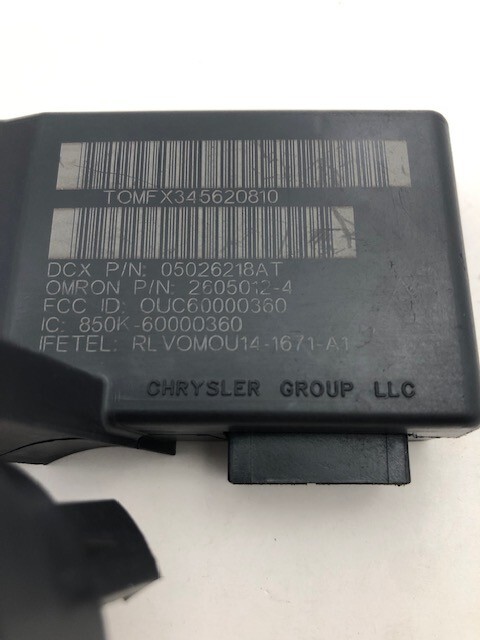 TOMFX345620810
DCX P/N: 05026218AT
OMRON P/N: 2605012-4
FCC ID: OUC60000360
IC: 850K-60000360
IFETEL: RLVOMOU14-1671-A1
CHRYSLER GROUP LLC